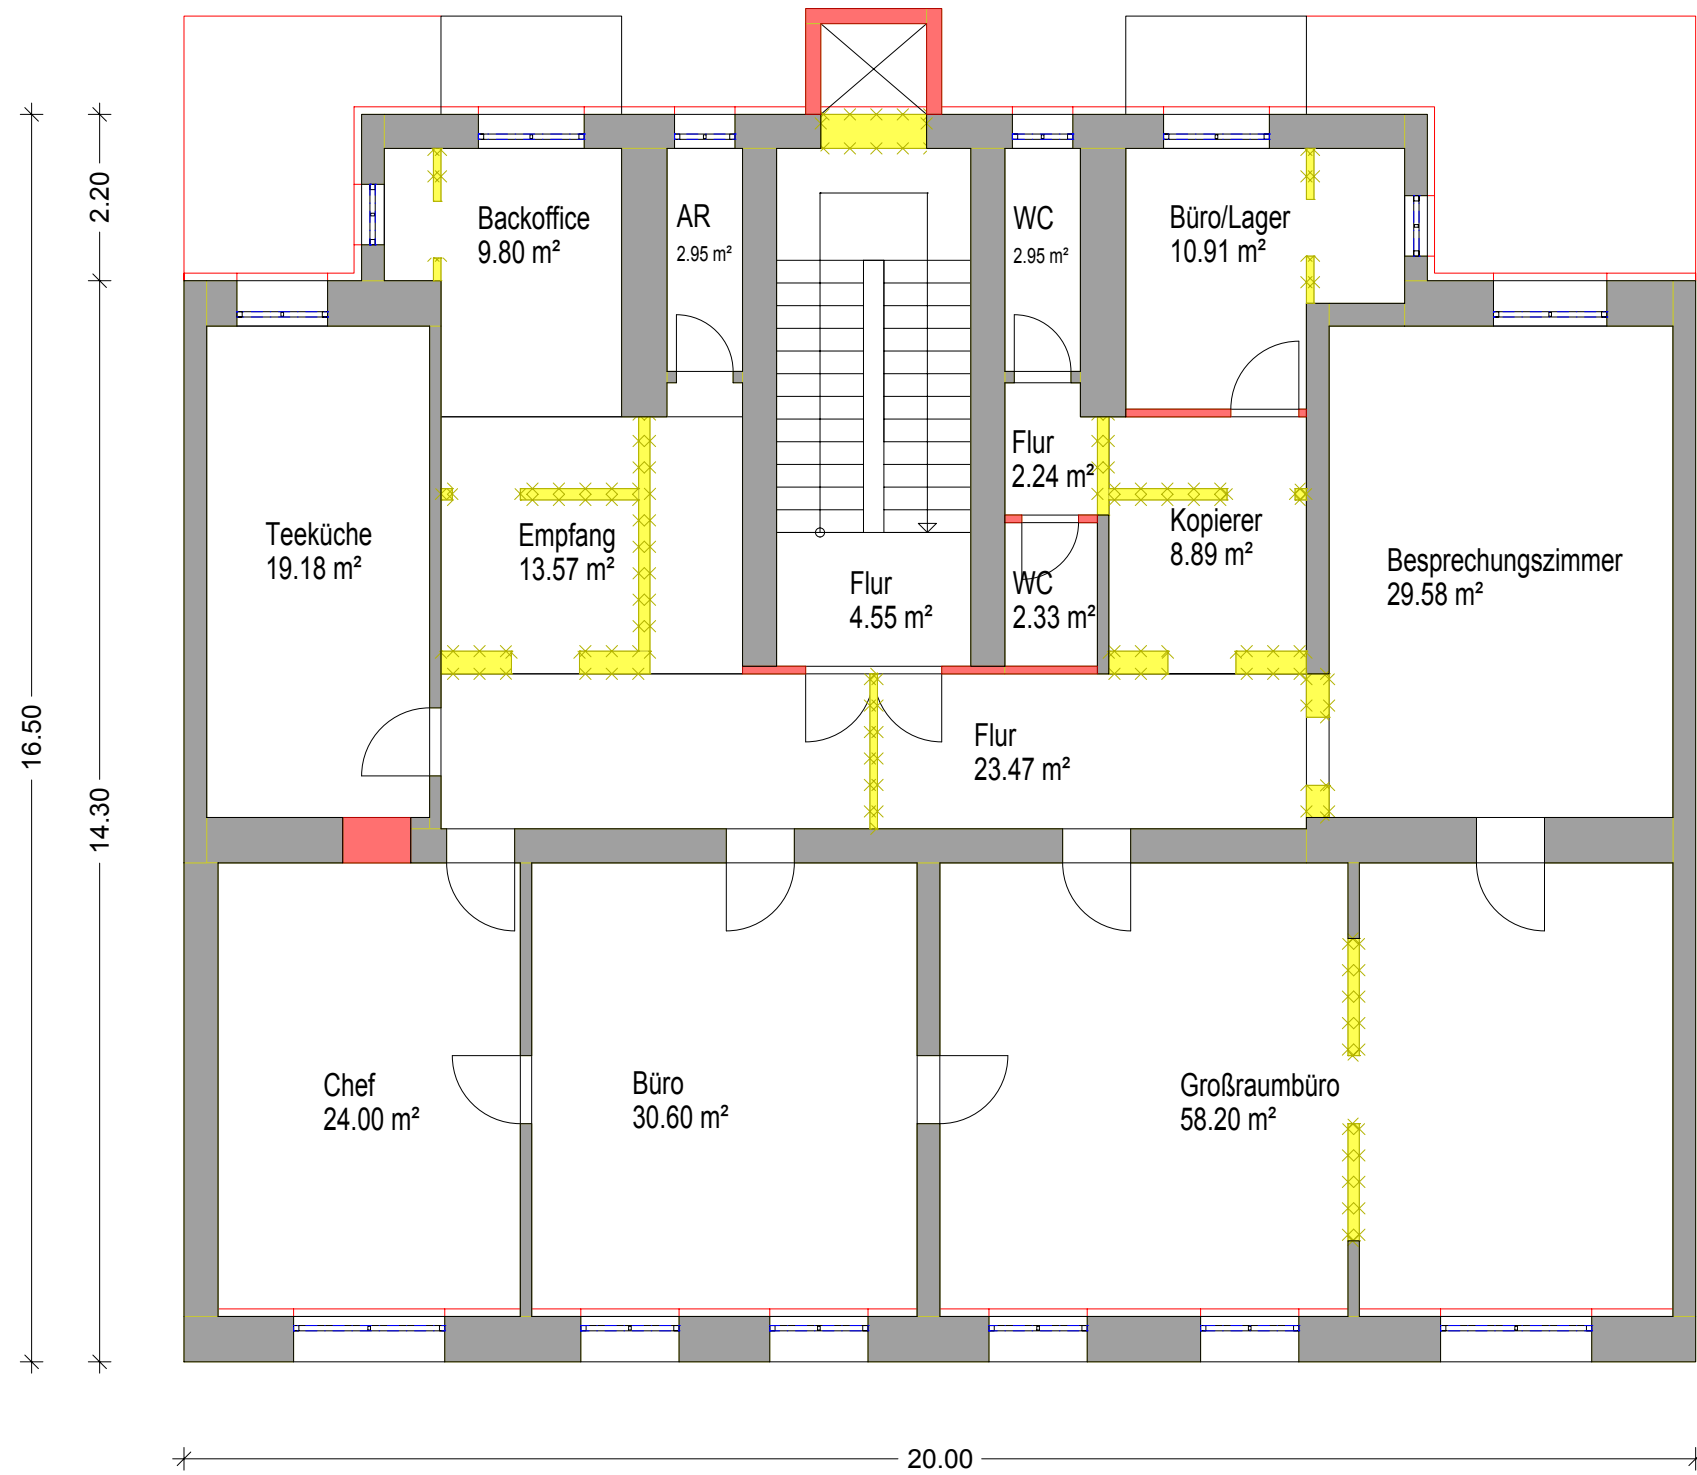 2.20
16.50
14.30
Backoffice
9.80 m²
AR
2.95 m²
WC
2.95 m²
Büro/Lager
10.91 m²
Flur
2.24 m²
Teeküche
19.18 m²
Empfang
13.57 m²
Flur
4.55 m²
WC
2.33 m²
Kopierer
8.89 m²
Besprechungszimmer
29.58 m²
Flur
23.47 m²
Chef
24.00 m²
Büro
30.60 m²
Großraumbüro
58.20 m²
20.00